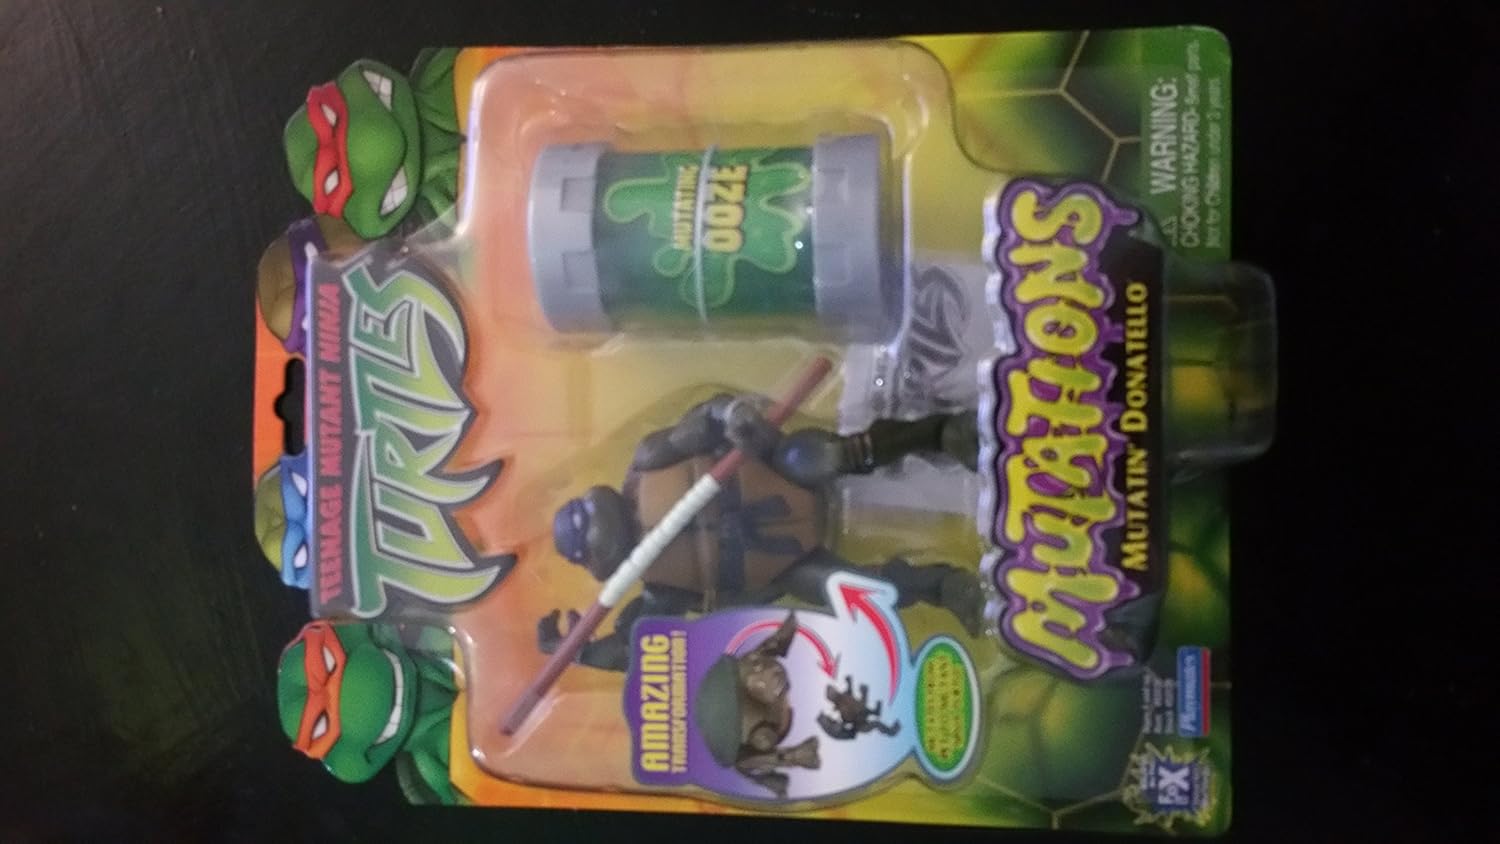 TEENAGE MUTANT NINJA
TURTLES
MUTATING
OOZE
AMAZING
TRANSFORMATION!
MUTATIONS
MUTATIN' DONATELLO
WARNING:
CHOKING HAZARD-Small parts.
Not for Children under 3 years.
Playmates
FOX